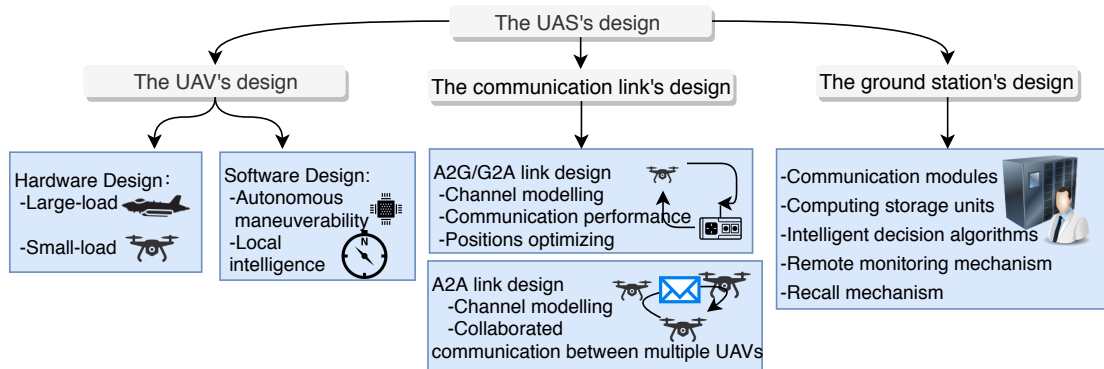 The UAS's design
The UAV's design
The communication link's design
The ground station's design
Hardware Design:
-Large-load
-Small-load
Software Design:
-Autonomous
maneuverability
-Local
intelligence
N
A2G/G2A link design
-Channel modelling
-Communication performance
-Positions optimizing
A2A link design
-Channel modelling
-Collaborated
communication between multiple UAVs
-Communication modules
-Computing storage units
-Intelligent decision algorithms
-Remote monitoring mechanism
-Recall mechanism